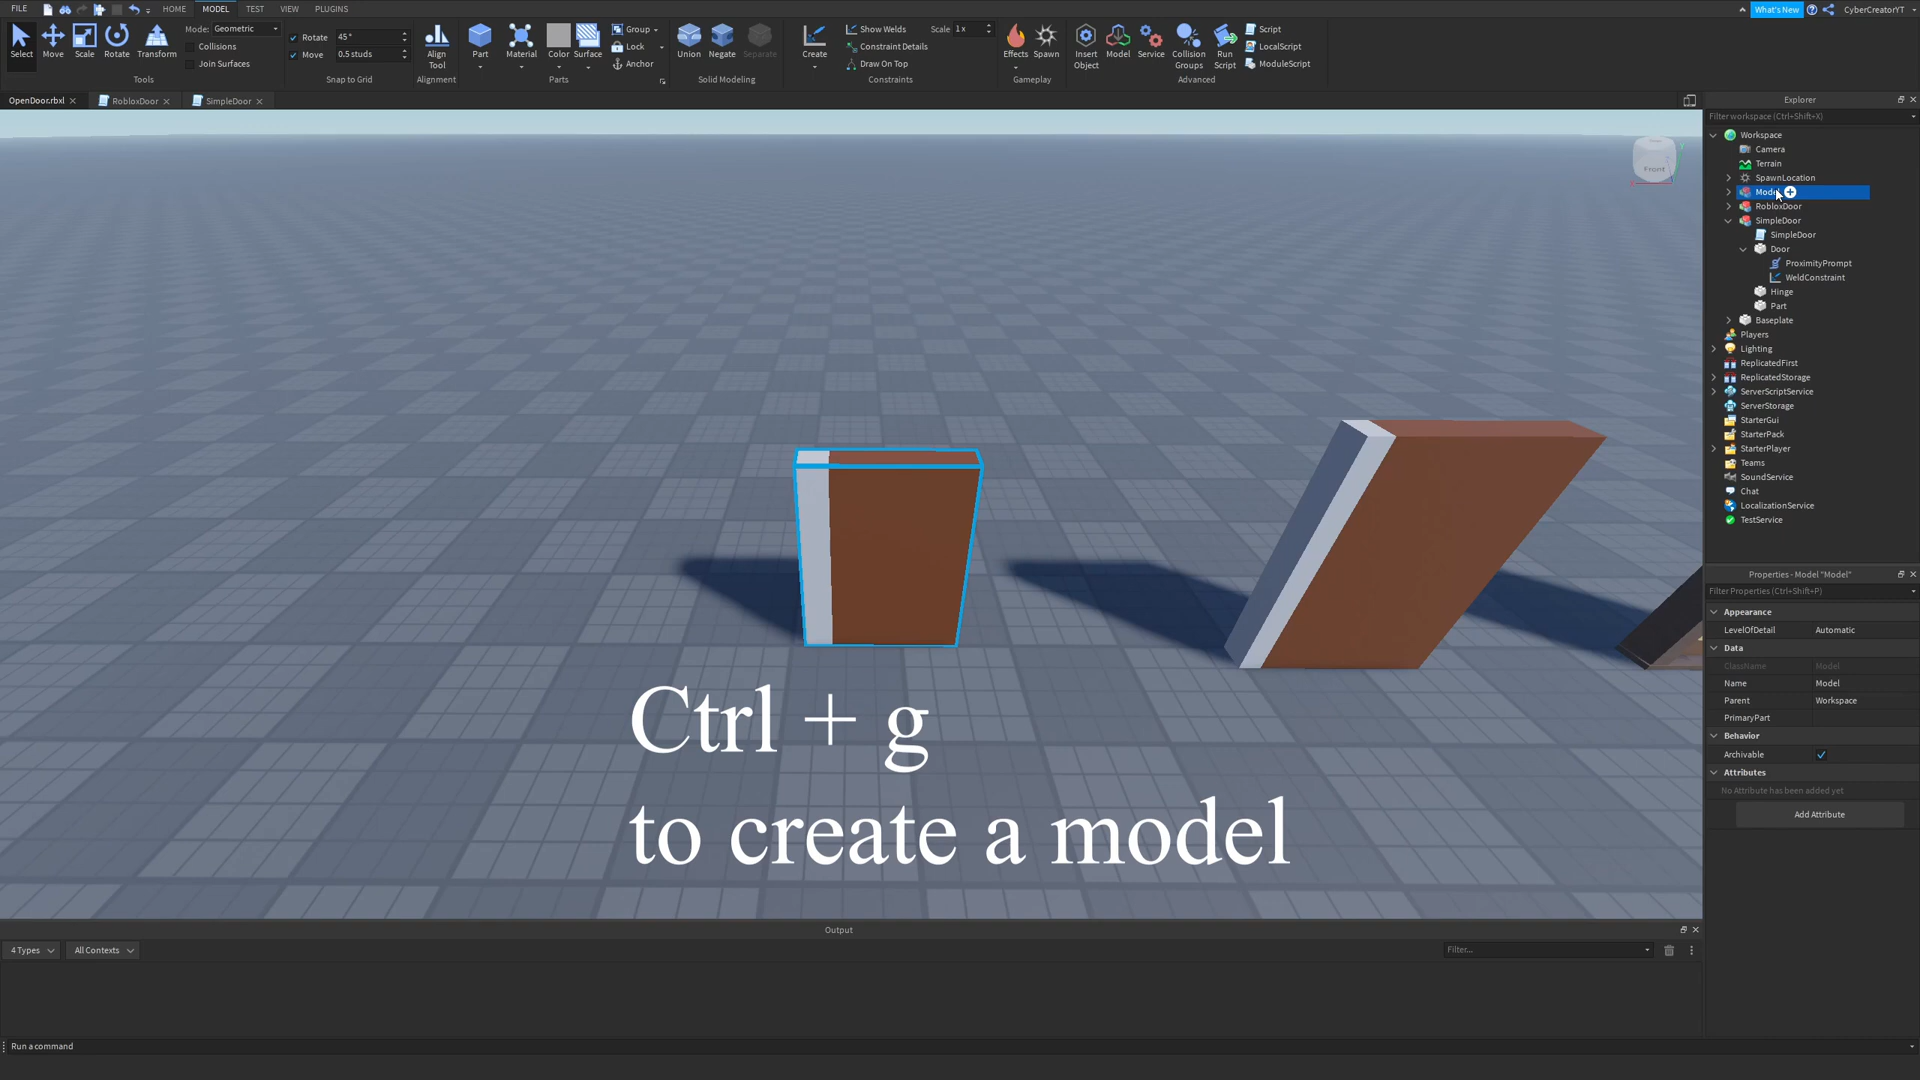 FILE HOME MODEL TEST VIEW PLUGINS What's New CyberCreatorYT
Mode: Geometric
Rotate 45° Group Show Welds Scale 1x Script
Collisions Lock Constraint Details LocalScript
Select Move Scale Rotate Transform Move 0.5 studs Align Tool Part Material Color Surface Union Negate Separate Create Effects Spawn Insert Object Model Service Collision Groups Run Script
Join Surfaces Anchor Draw On Top ModuleScript
Tools Snap to Grid Alignment Parts Solid Modeling Constraints Gameplay Advanced
OpenDoor.rbxl RobloxDoor SimpleDoor
Explorer
Filter workspace (Ctrl+Shift+X)
Workspace
Camera
Terrain
SpawnLocation
Model
RobloxDoor
SimpleDoor
SimpleDoor
Door
ProximityPrompt
WeldConstraint
Hinge
Part
Baseplate
Players
Lighting
ReplicatedFirst
ReplicatedStorage
ServerScriptService
ServerStorage
StarterGui
StarterPack
StarterPlayer
Teams
SoundService
Chat
LocalizationService
TestService
Front
Ctrl + g
to create a model
Properties - Model "Model"
Filter Properties (Ctrl+Shift+P)
Appearance
LevelOfDetail Automatic
Data
ClassName Model
Name Model
Parent Workspace
PrimaryPart
Behavior
Archivable
Attributes
No Attribute has been added yet
Add Attribute
Output
4 Types All Contexts Filter...
Run a command